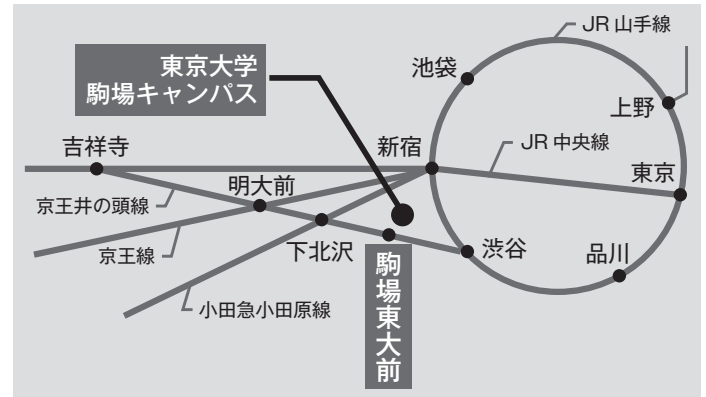 JR 山手線
東京大学
駒場キャンパス
池袋
上野
吉祥寺
新宿
JR 中央線
東京
明大前
京王井の頭線
京王線
下北沢
渋谷
品川
駒場東大前
小田急小田原線